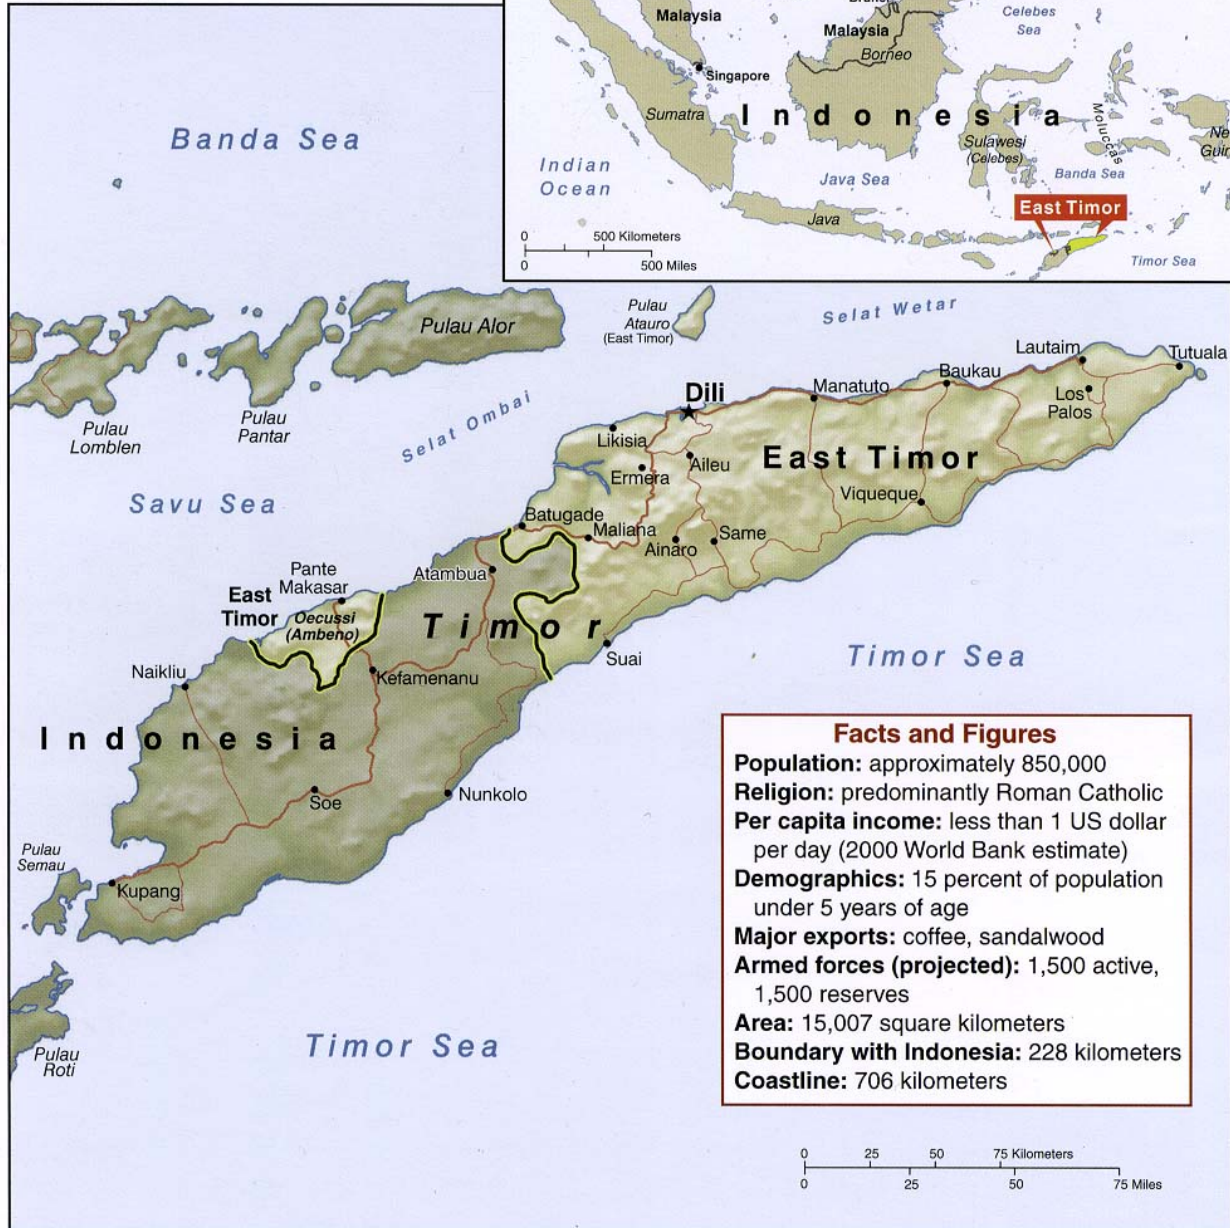 Malaysia
Brunei
Malaysia
Borneo
Celebes
Sea
Singapore
Sumatra
Indonesia
Moluccas
Sulawesi
(Celebes)
Indian
Ocean
Java Sea
Banda Sea
Java
East Timor
Timor Sea
0 500 Kilometers
0 500 Miles
Banda Sea
Pulau Alor
Pulau
Atauro
(East Timor)
Selat Wetar
Pulau
Lomblen
Pulau
Pantar
Selat Ombai
Savu Sea
Lautaim
Tutuala
Baukau
Manatuto
Dili
Los
Palos
Likisia
Aileu
East Timor
Ermera
Viqueque
Batugade
Maliana
Same
Ainaro
Atambua
Pante
Makasar
East
Timor
Oecussi
(Ambeno)
Timor
Suai
Timor Sea
Naikliu
Kefamenanu
Indonesia
Soe
Nunkolo
Pulau
Semau
Kupang
Pulau
Roti
Timor Sea
Facts and Figures
Population: approximately 850,000
Religion: predominantly Roman Catholic
Per capita income: less than 1 US dollar
per day (2000 World Bank estimate)
Demographics: 15 percent of population
under 5 years of age
Major exports: coffee, sandalwood
Armed forces (projected): 1,500 active,
1,500 reserves
Area: 15,007 square kilometers
Boundary with Indonesia: 228 kilometers
Coastline: 706 kilometers
0 25 50 75 Kilometers
0 25 50 75 Miles